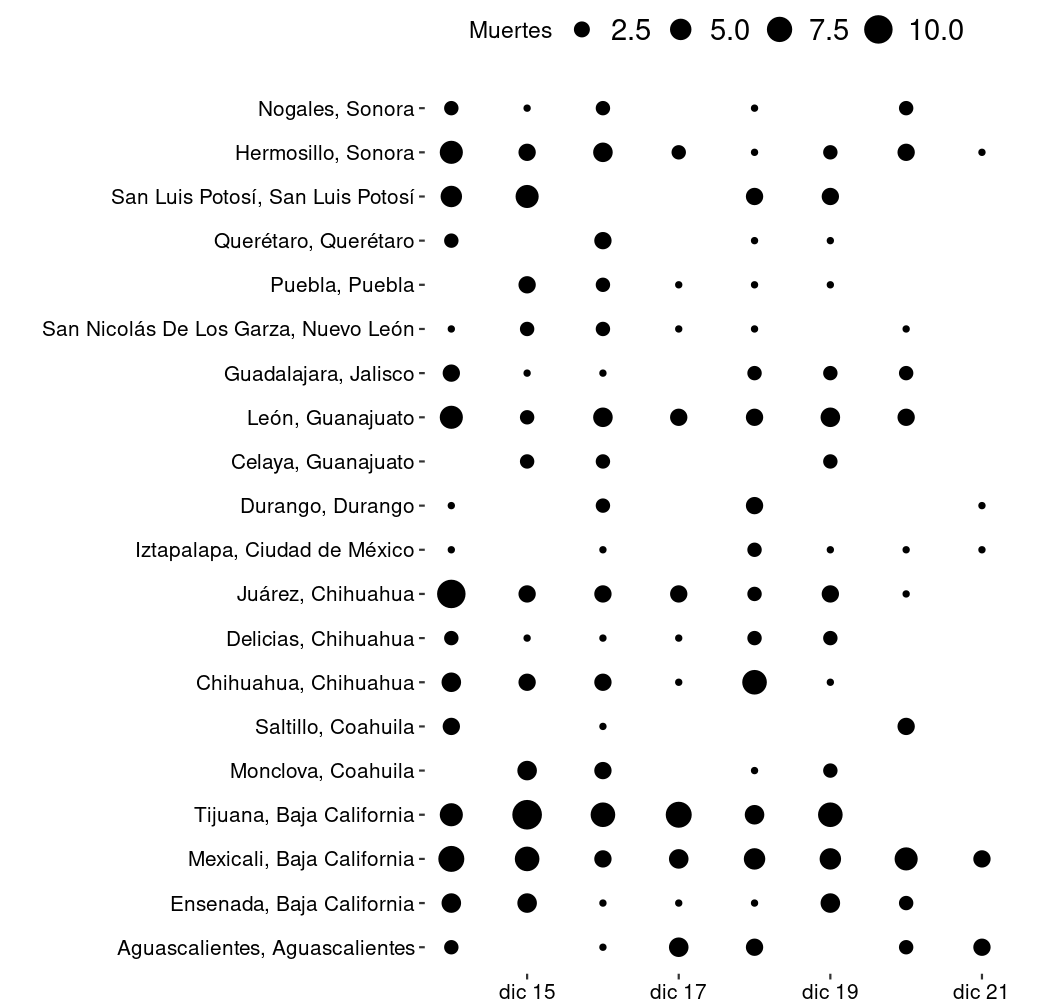 Muertes 2.5 5.0 7.5 10.0
Nogales, Sonora
Hermosillo, Sonora
San Luis Potosí, San Luis Potosí
Querétaro, Querétaro
Puebla, Puebla
San Nicolás De Los Garza, Nuevo León
Guadalajara, Jalisco
León, Guanajuato
Celaya, Guanajuato
Durango, Durango
Iztapalapa, Ciudad de México
Juárez, Chihuahua
Delicias, Chihuahua
Chihuahua, Chihuahua
Saltillo, Coahuila
Monclova, Coahuila
Tijuana, Baja California
Mexicali, Baja California
Ensenada, Baja California
Aguascalientes, Aguascalientes
dic 15 dic 17 dic 19 dic 21